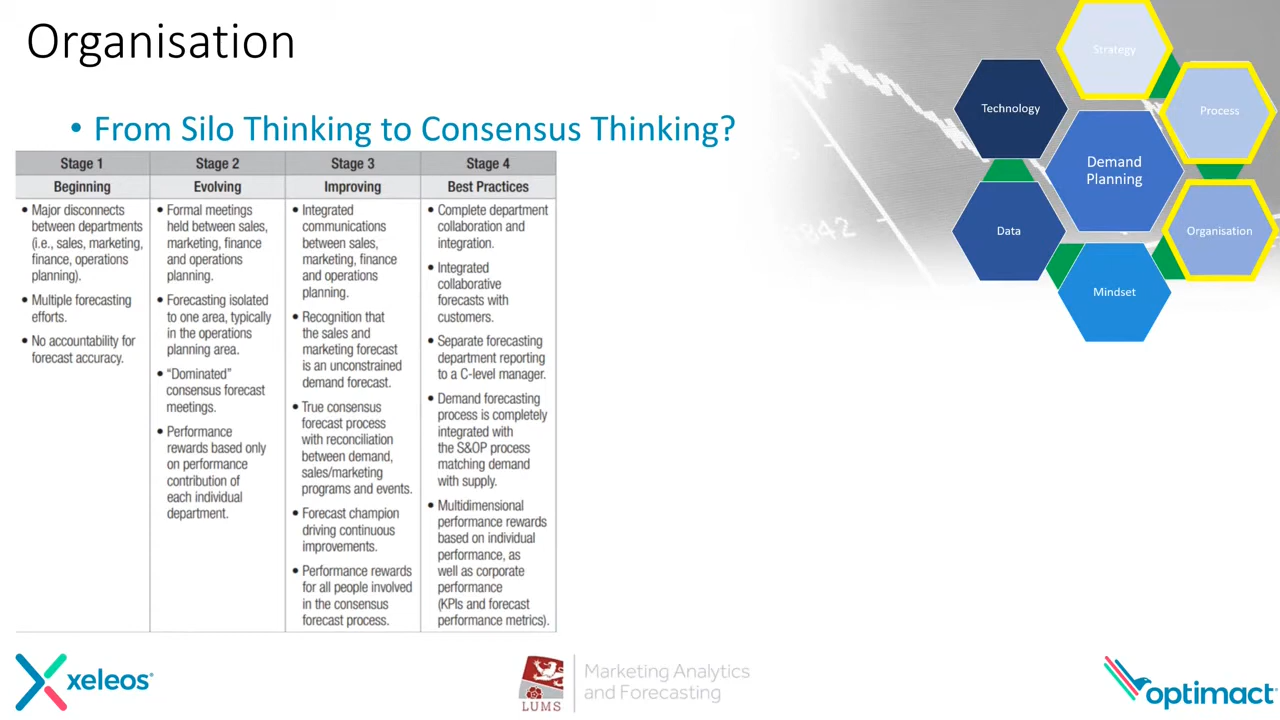 Organisation
• From Silo Thinking to Consensus Thinking?
Stage 1
Beginning
• Major disconnects
between departments
(i.e., sales, marketing,
finance, operations
planning).
• Multiple forecasting
efforts.
• No accountability for
forecast accuracy.
Stage 2
Evolving
• Formal meetings
held between sales,
marketing, finance
and operations
planning.
• Forecasting isolated
to one area, typically
in the operations
planning area.
• “Dominated”
consensus forecast
meetings.
• Performance
rewards based only
on performance
contribution of
each individual
department.
Stage 3
Improving
• Integrated
communications
between sales,
marketing, finance
and operations
planning.
• Recognition that
the sales and
marketing forecast
is an unconstrained
demand forecast.
• True consensus
forecast process
with reconciliation
between demand,
sales/marketing
programs and events.
• Forecast champion
driving continuous
improvements.
• Performance rewards
for all people involved
in the consensus
forecast process.
Stage 4
Best Practices
• Complete department
collaboration and
integration.
• Integrated
collaborative
forecasts with
customers.
• Separate forecasting
department reporting
to a C-level manager.
• Demand forecasting
process is completely
integrated with
the S&OP process
matching demand
with supply.
• Multidimensional
performance rewards
based on individual
performance, as
well as corporate
performance
(KPIs and forecast
performance metrics).
Strategy
Technology
Process
Demand
Planning
Data
Organisation
Mindset
xeleos®
LUMS
Marketing Analytics
and Forecasting
optimact